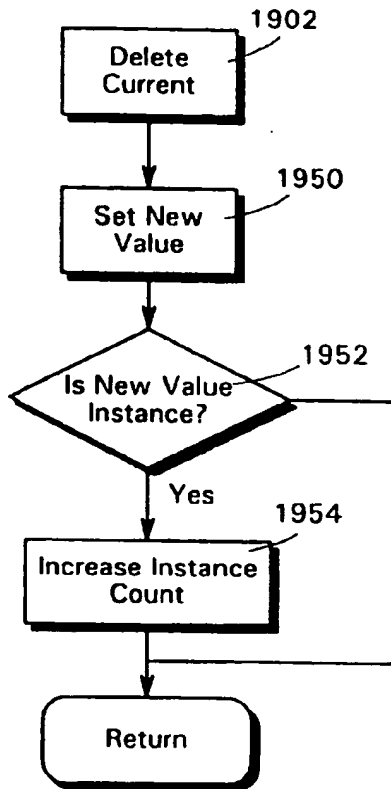 1902
Delete
Current
1950
Set New
Value
1952
Is New Value
Instance?
Yes
1954
Increase Instance
Count
Return